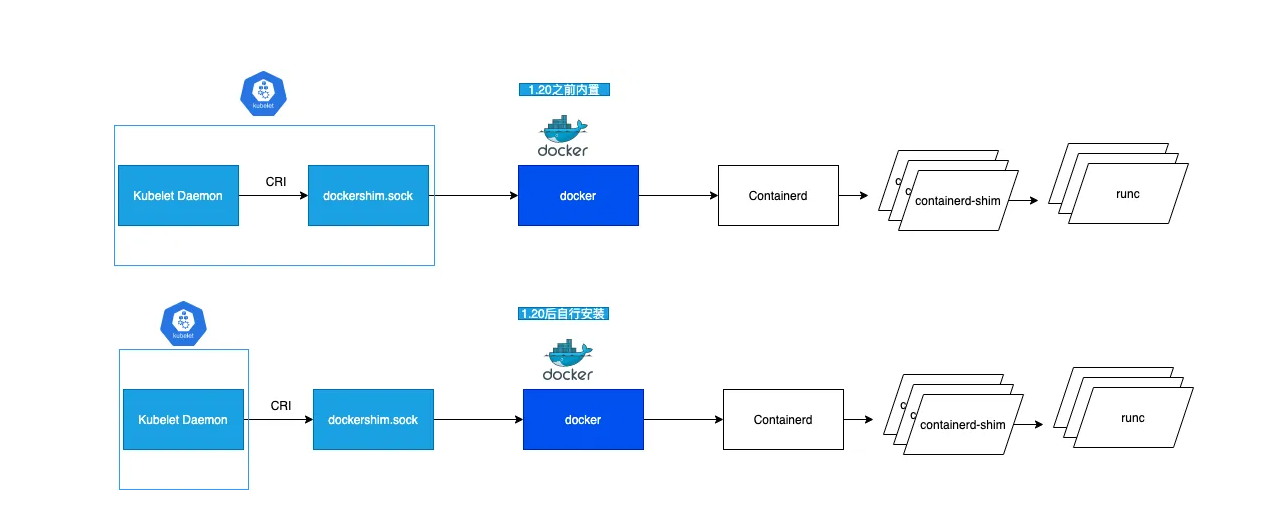 kubelet
1.20之前内置
docker
Kubelet Daemon
CRI
dockershim.sock
docker
Containerd
c
c
containerd-shim
runc
kubelet
1.20后自行安装
docker
Kubelet Daemon
CRI
dockershim.sock
docker
Containerd
c
c
containerd-shim
runc